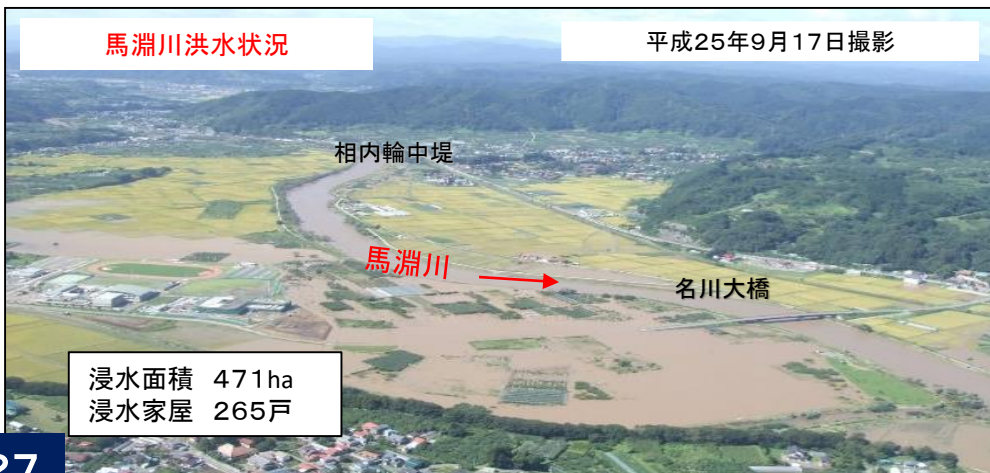 馬淵川洪水状況
平成25年9月17日撮影
相内輪中堤
馬淵川
名川大橋
浸水面積 471ha
浸水家屋 265戸
37